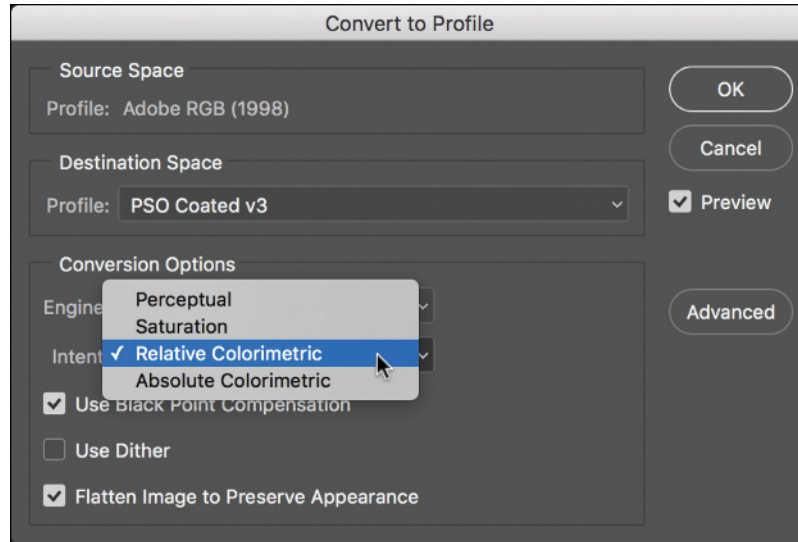 Convert to Profile
Source Space
Profile: Adobe RGB (1998)
OK
Cancel
Destination Space
Profile: PSO Coated v3
Preview
Conversion Options
Engine
Perceptual
Saturation
Intent ✓ Relative Colorimetric
Absolute Colorimetric
Advanced
Use Black Point Compensation
Use Dither
Flatten Image to Preserve Appearance